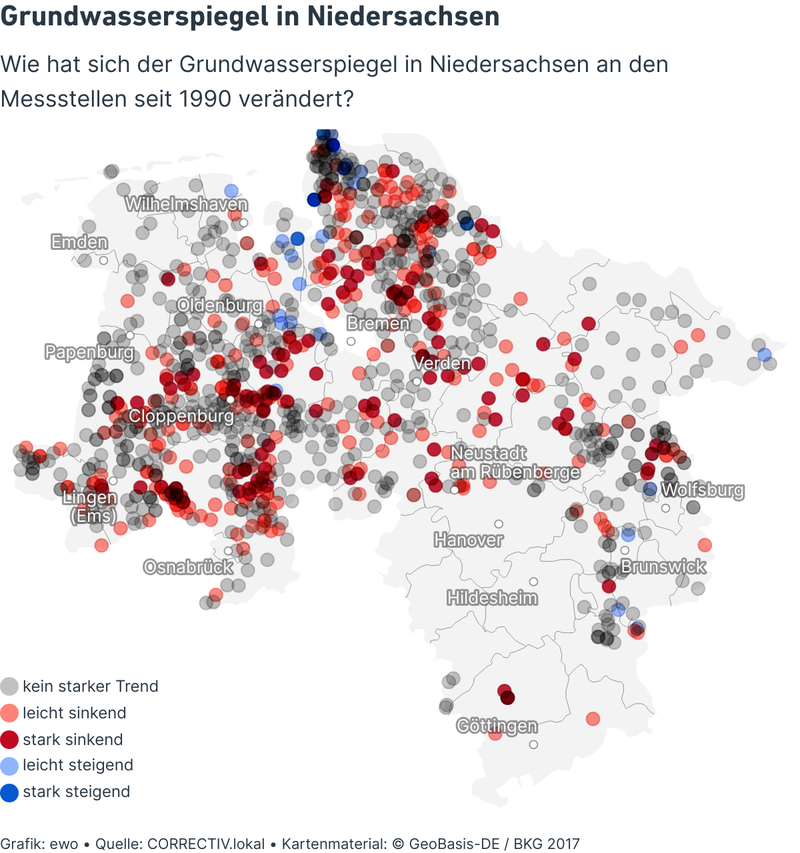 Grundwasserspiegel in Niedersachsen
Wie hat sich der Grundwasserspiegel in Niedersachsen an den
Messstellen seit 1990 verändert?
Wilhelmshaven
Emden
Oldenburg
Bremen
Papenburg
Verden
Cloppenburg
Neustadt
am Rübenberge
Lingen
(Ems)
Wolfsburg
Hanover
Osnabrück
Brunswick
Hildesheim
Göttingen
kein starker Trend
leicht sinkend
stark sinkend
leicht steigend
stark steigend
Grafik: ewo • Quelle: CORRECTIV.lokal • Kartenmaterial: © GeoBasis-DE / BKG 2017